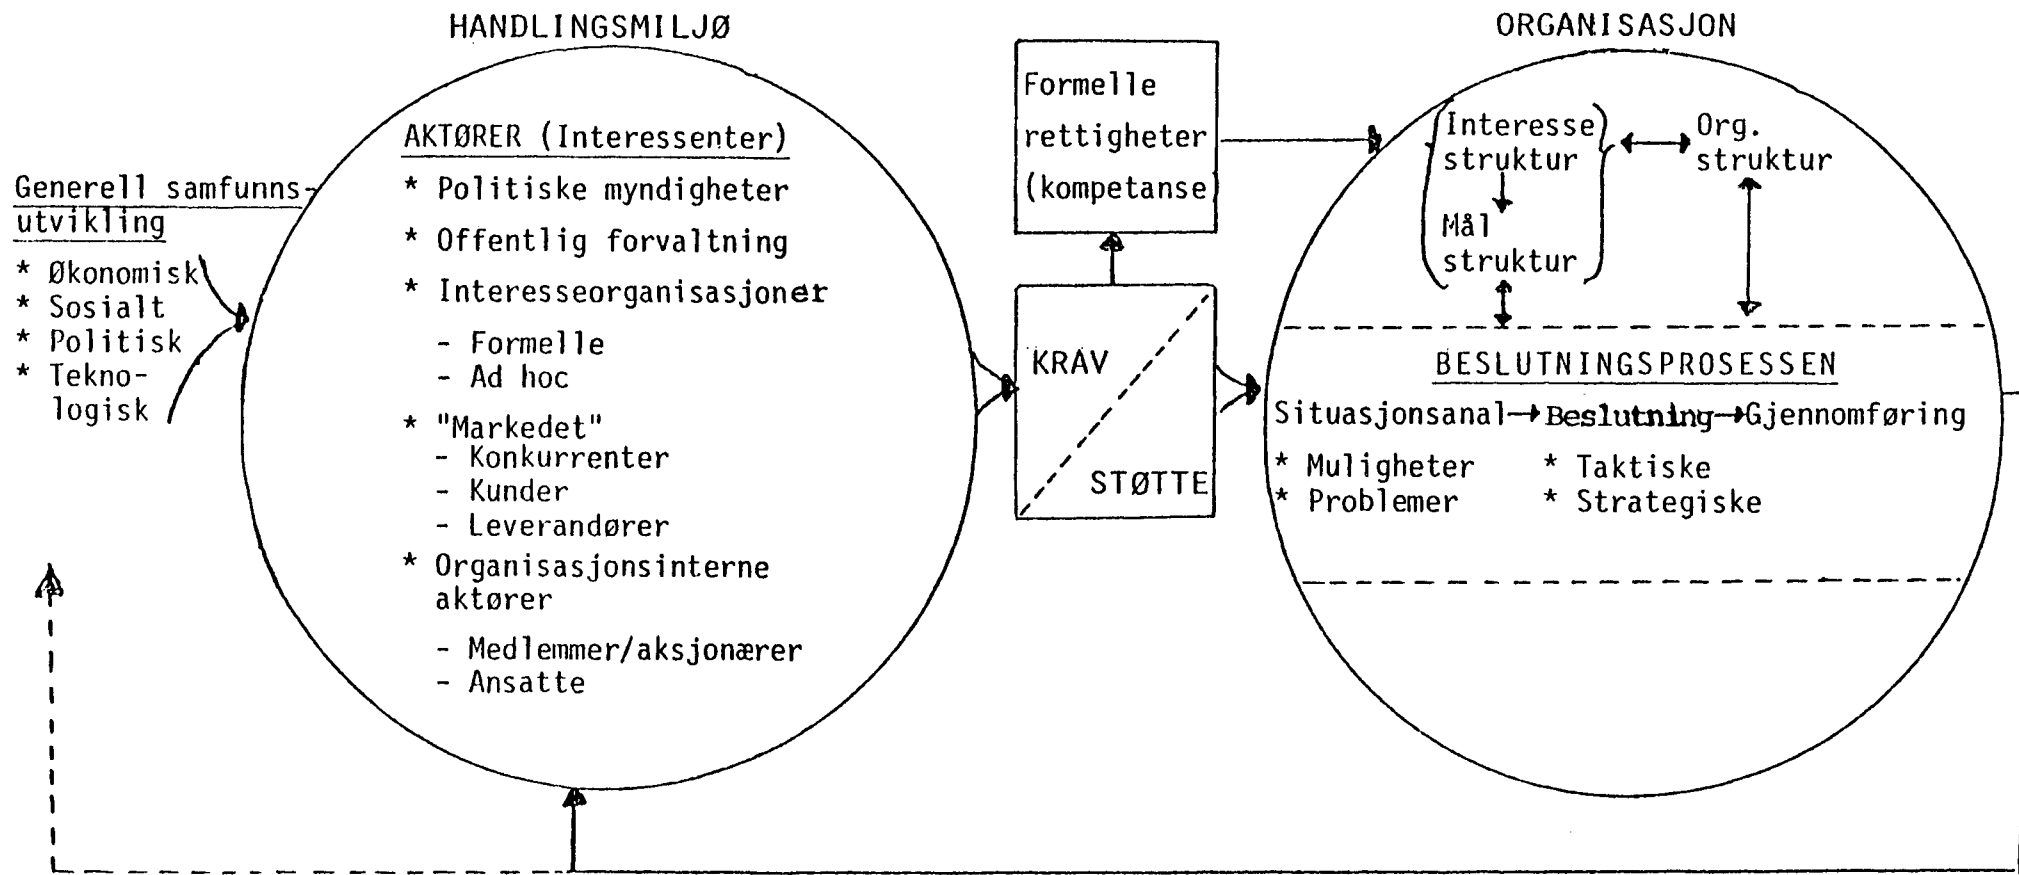 HANDLINGSMILJØ
ORGANISASJON
Generell samfunns-
utvikling
* Økonomisk
* Sosialt
* Politisk
* Tekno-
logisk
AKTØRER (Interessenter)
* Politiske myndigheter
* Offentlig forvaltning
* Interesseorganisasjoner
- Formelle
- Ad hoc
* "Markedet"
- Konkurrenter
- Kunder
- Leverandører
* Organisasjonsinterne
aktører
- Medlemmer/aksjonærer
- Ansatte
Formelle
rettigheter
(kompetanse)
KRAV
STØTTE
Interesse
struktur
Mål
struktur
Org.
struktur
BESLUTNINGSPROSESSEN
Situasjonsanal Beslutning Gjennomføring
* Muligheter * Taktiske
* Problemer * Strategiske